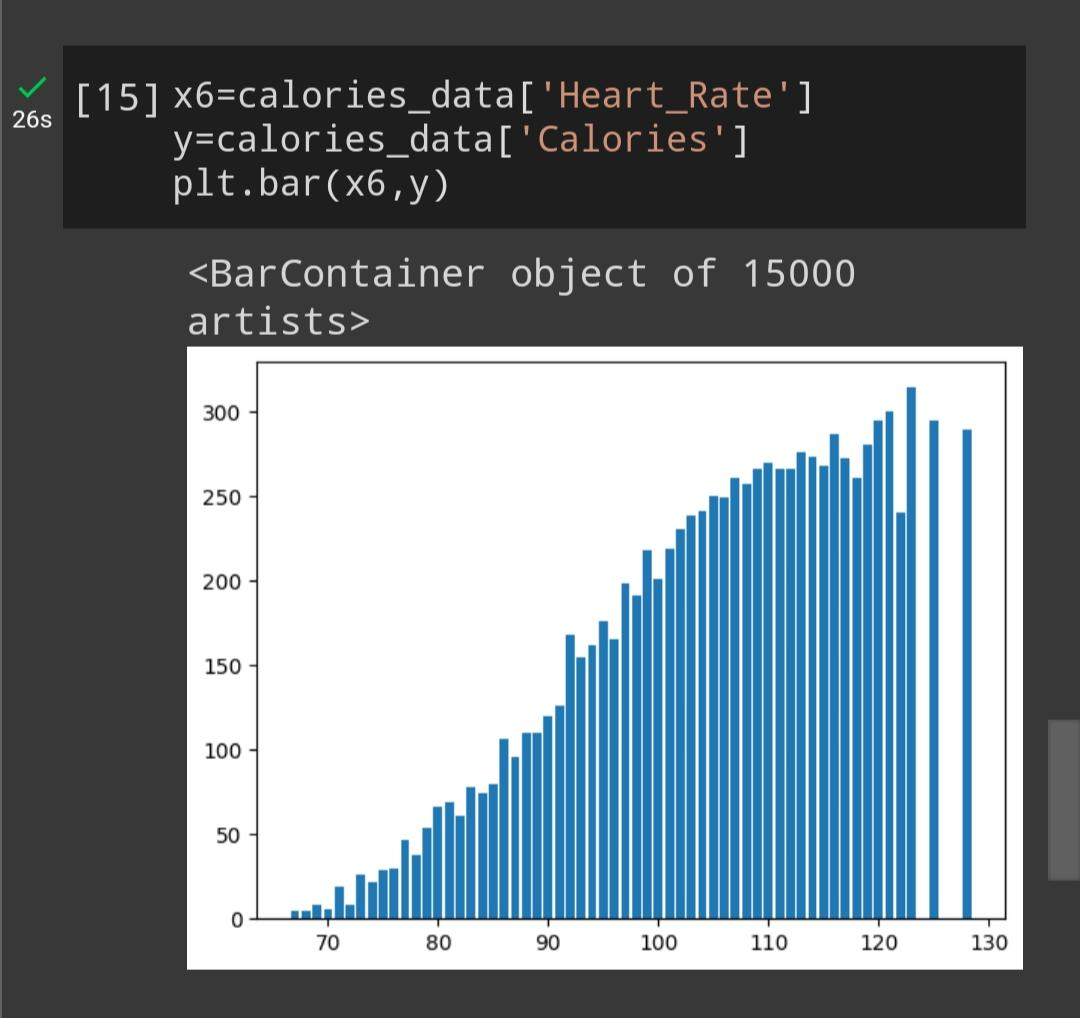 [15] x6=calories_data['Heart_Rate']
26s
y=calories_data['Calories']
plt.bar(x6,y)
<BarContainer object of 15000
artists>
300
250
200
150
100
50
0
70 80 90 100 110 120 130